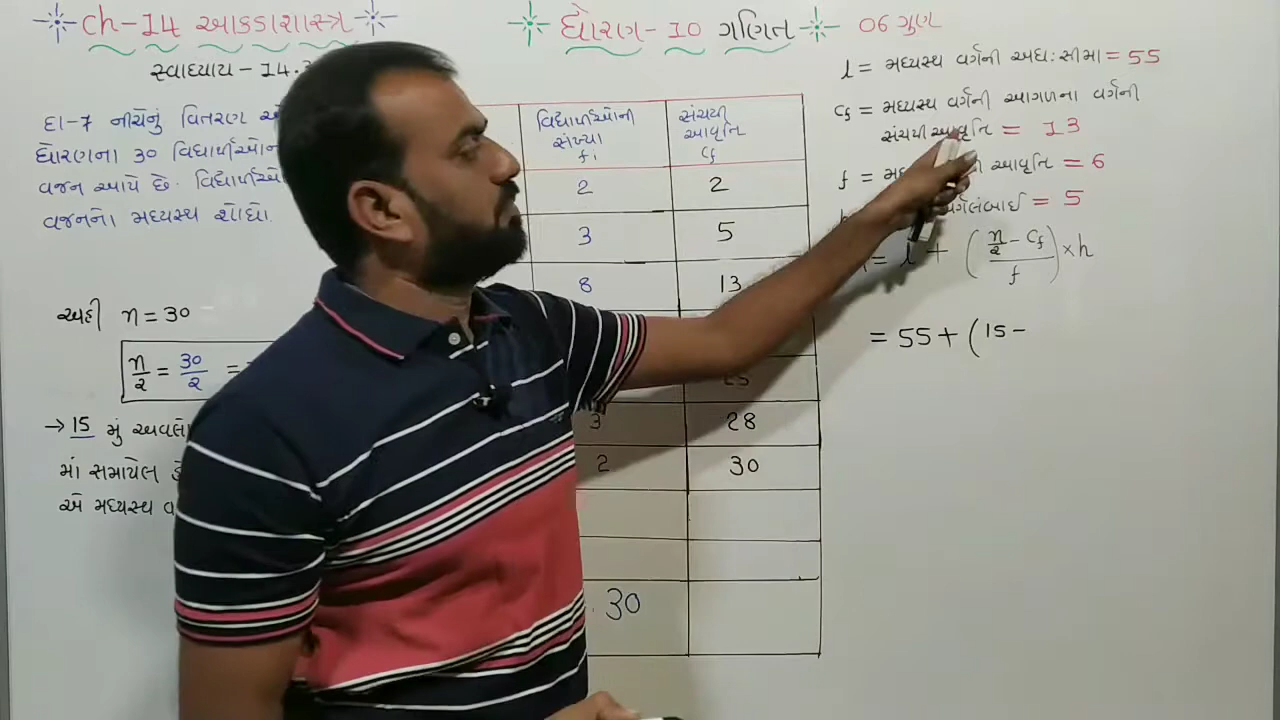 ch-14 આકડાશાસ્ત્ર
ધોરણ-10 ગણિત
06 ગુણ
સ્વાધ્યાય-14.
દા-7 નીચેનું વિતરણ
ધોરણના 30 વિદ્યાર્થીઓ
વજન આપે છે. વિદ્યાર્થીઓ
વજનનો મધ્યસ્થ શોધો.
અહીં n = 30
n/2 = 30/2 =
→ 15 મું અવલો
માં સમાયેલ
એ મધ્યસ્થ
વિદ્યાર્થીઓની સંખ્યા fi
સંચયી આવૃત્તિ cf
2 2
3 5
8 13
25
3 28
2 30
30
l = મધ્યસ્થ વર્ગની અધઃસીમા = 55
cf = મધ્યસ્થ વર્ગની આગળના વર્ગની
સંચયી આવૃત્તિ = 13
f = આવૃત્તિ = 6
વર્ગલંબાઈ = 5
= l + ( (n/2 - cf) / f ) × h
= 55 + ( 15 -